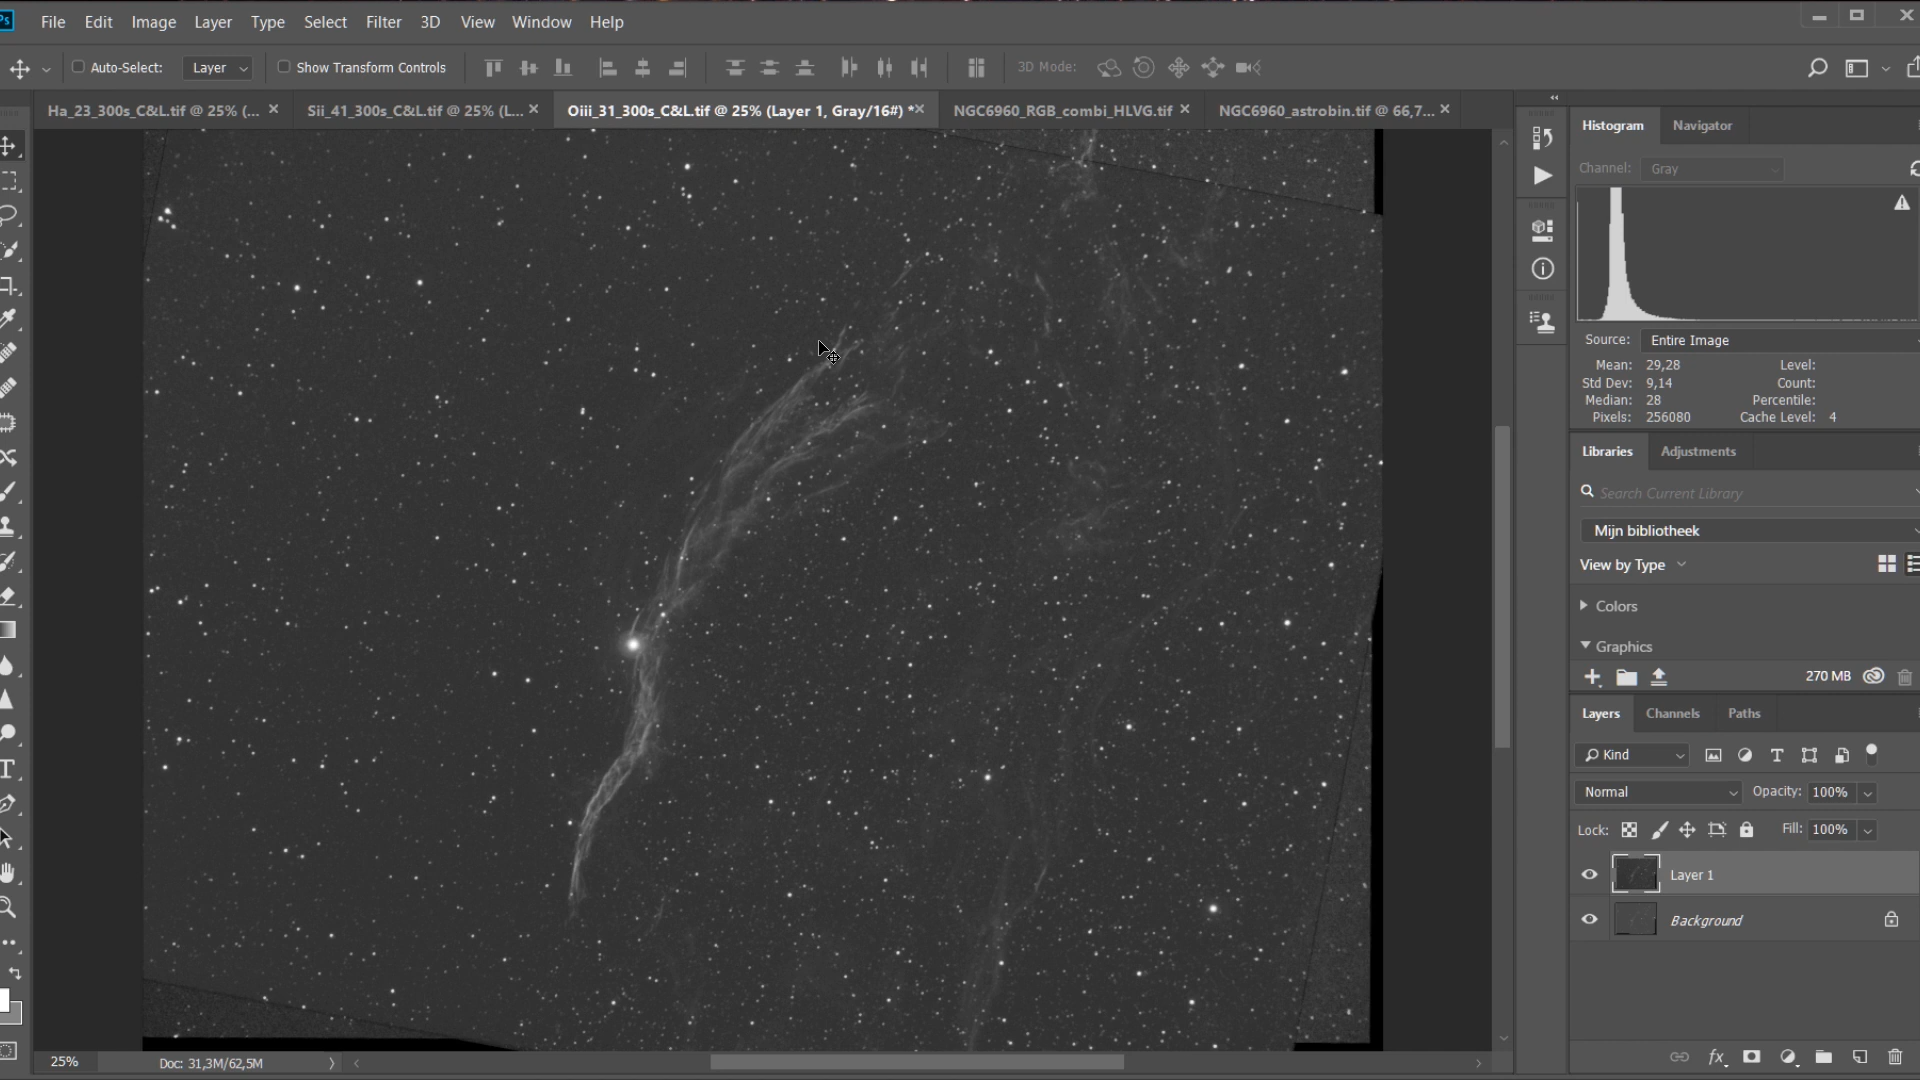 Ps File Edit Image Layer Type Select Filter 3D View Window Help
Auto-Select: Layer Show Transform Controls 3D Mode:
Ha_23_300s_C&L.tif @ 25% (... Sii_41_300s_C&L.tif @ 25% (L... Oiii_31_300s_C&L.tif @ 25% (Layer 1, Gray/16#) * NGC6960_RGB_combi_HLVG.tif NGC6960_astrobin.tif @ 66,7...
Histogram Navigator
Channel: Gray
Source: Entire Image
Mean: 29,28 Level:
Std Dev: 9,14 Count:
Median: 28 Percentile:
Pixels: 256080 Cache Level: 4
Libraries Adjustments
Search Current Library
Mijn bibliotheek
View by Type
Colors
Graphics
270 MB
Layers Channels Paths
Kind
Normal Opacity: 100%
Lock: Fill: 100%
Layer 1
Background
fx
25% Doc: 31,3M/62,5M